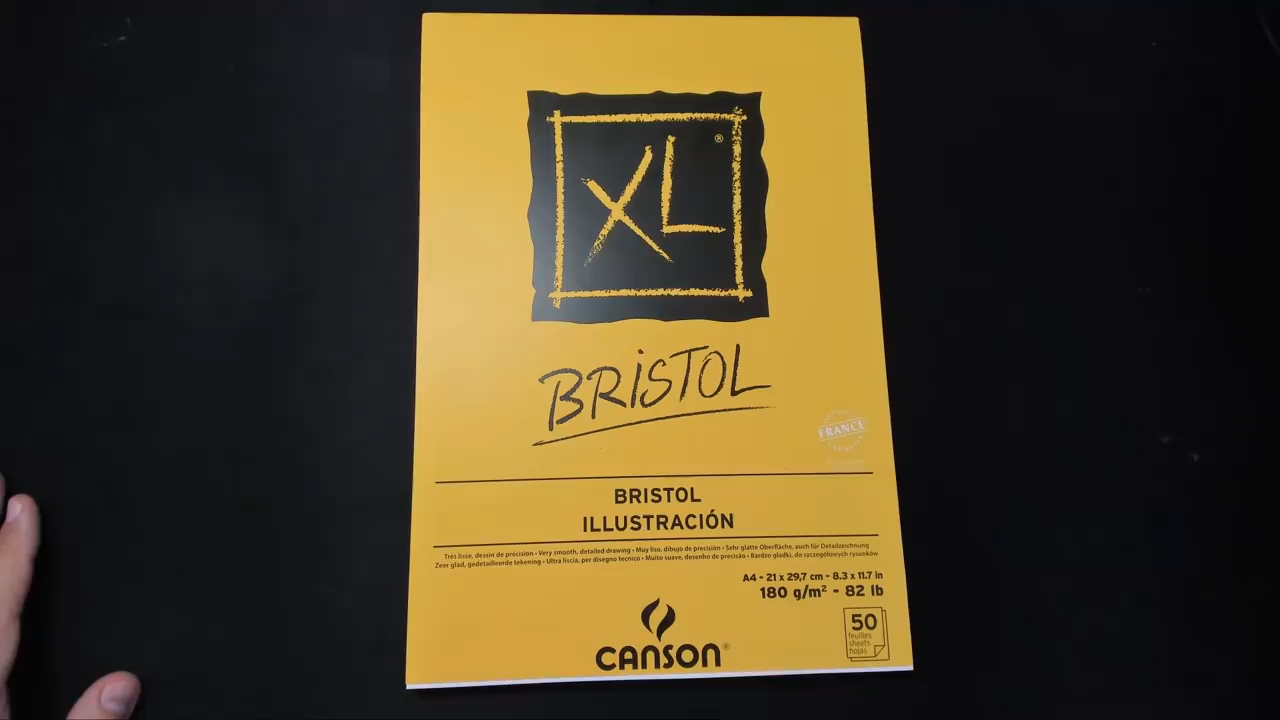 XL®
BRISTOL
FRANCE
BRISTOL
ILLUSTRACIÓN
Très lisse, dessin de précision • Very smooth, detailed drawing • Muy liso, dibujo de precisión • Sehr glatte Oberfläche, auch für Detailzeichnung
Zeer glad, gedetailleerde tekening • Ultra liscia, per disegno tecnico • Muito suave, desenho de precisão • Bardzo gładki, do szczegółowych rysunków
A4 - 21 x 29,7 cm - 8.3 x 11.7 in
180 g/m² - 82 lb
50
feuilles
sheets
hojas
CANSON®